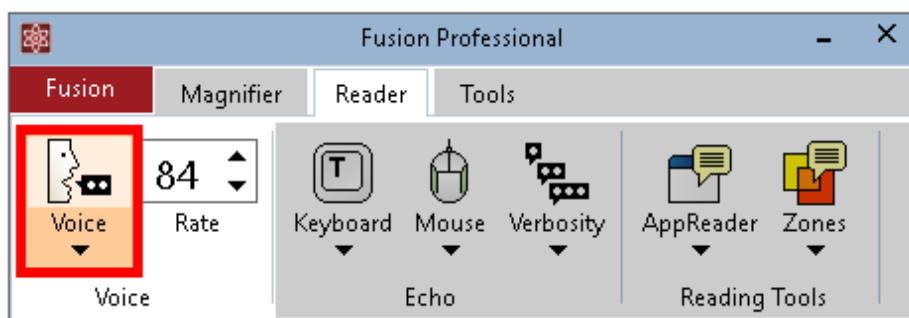 Fusion Professional
Fusion Magnifier Reader Tools
84
T
Voice Rate Keyboard Mouse Verbosity AppReader Zones
Voice Echo Reading Tools